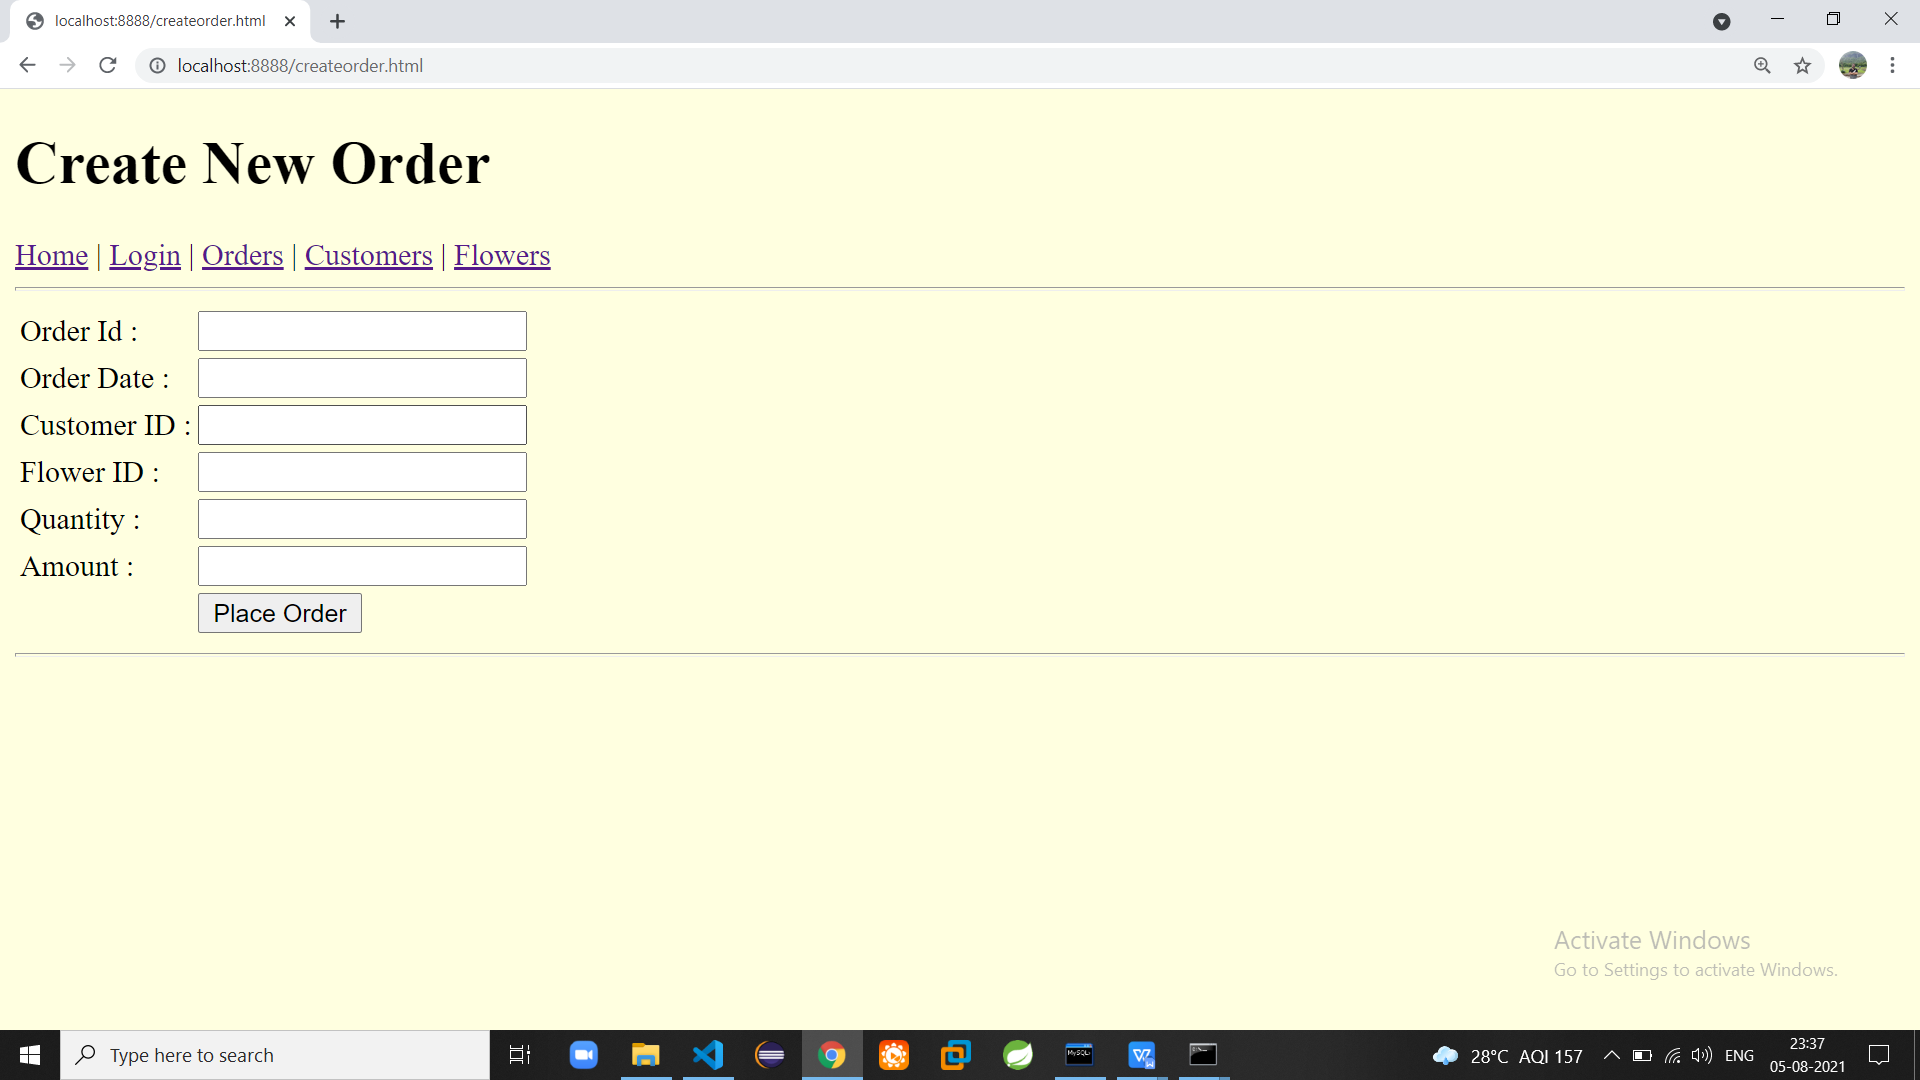 localhost:8888/createorder.html
localhost:8888/createorder.html
Create New Order
Home | Login | Orders | Customers | Flowers
Order Id :
Order Date :
Customer ID :
Flower ID :
Quantity :
Amount :
Place Order
Activate Windows
Go to Settings to activate Windows.
Type here to search
MySQL
28°C AQI 157
ENG
23:37
05-08-2021